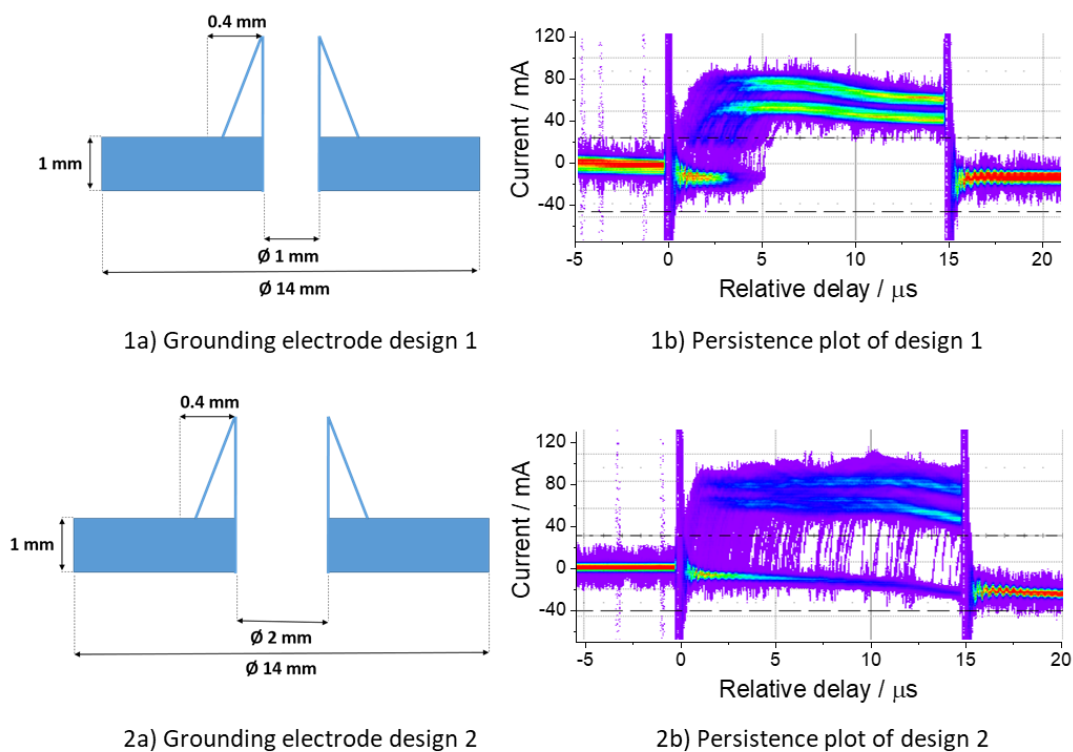 0.4 mm
1 mm
Ø 1 mm
Ø 14 mm
1a) Grounding electrode design 1
Current / mA
120
80
40
0
-40
-5 0 5 10 15 20
Relative delay / μs
1b) Persistence plot of design 1
0.4 mm
1 mm
Ø 2 mm
Ø 14 mm
2a) Grounding electrode design 2
Current / mA
120
80
40
0
-40
-5 0 5 10 15 20
Relative delay / μs
2b) Persistence plot of design 2